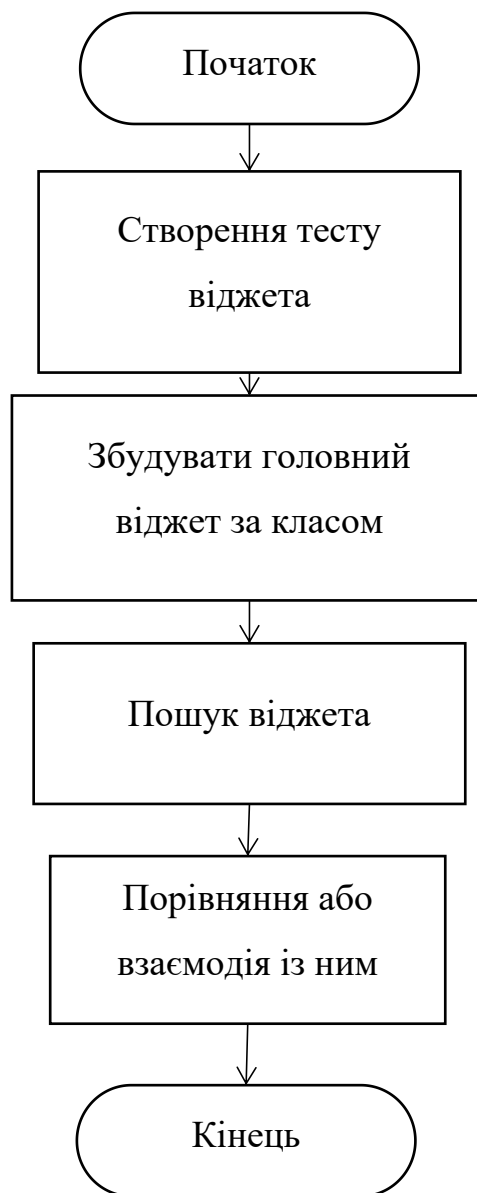 Початок
Створення тесту
віджета
Збудувати головний
віджет за класом
Пошук віджета
Порівняння або
взаємодія із ним
Кінець